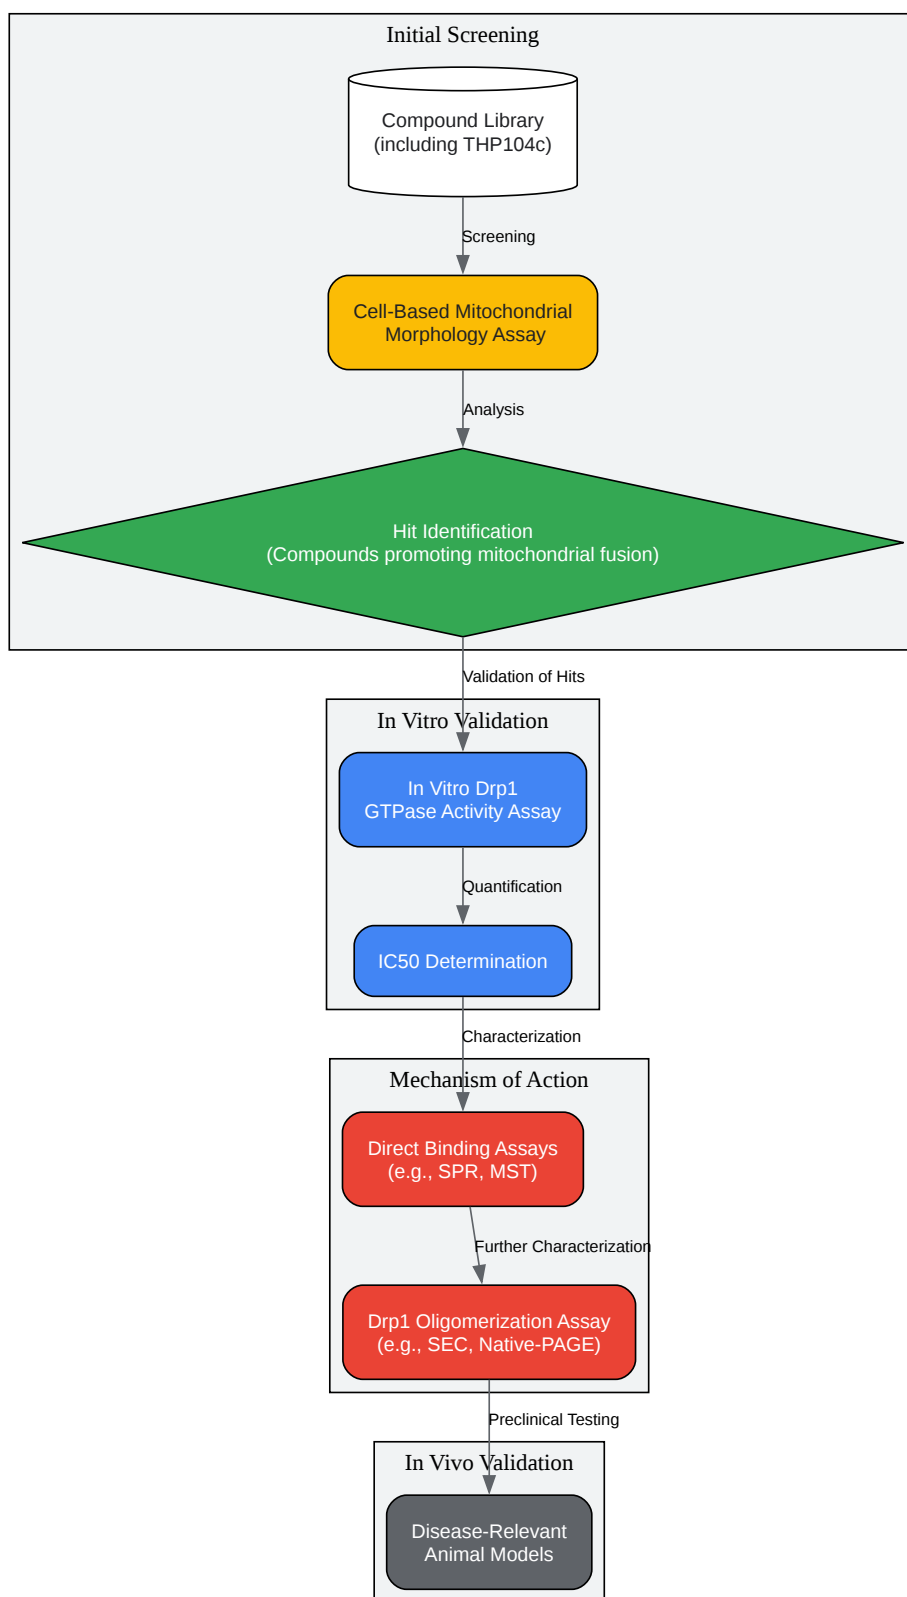 Initial Screening
Compound Library
(including THP104c)
Screening
Cell-Based Mitochondrial
Morphology Assay
Analysis
Hit Identification
(Compounds promoting mitochondrial fusion)
Validation of Hits
In Vitro Validation
In Vitro Drp1
GTPase Activity Assay
Quantification
IC50 Determination
Characterization
Mechanism of Action
Direct Binding Assays
(e.g., SPR, MST)
Further Characterization
Drp1 Oligomerization Assay
(e.g., SEC, Native-PAGE)
Preclinical Testing
In Vivo Validation
Disease-Relevant
Animal Models